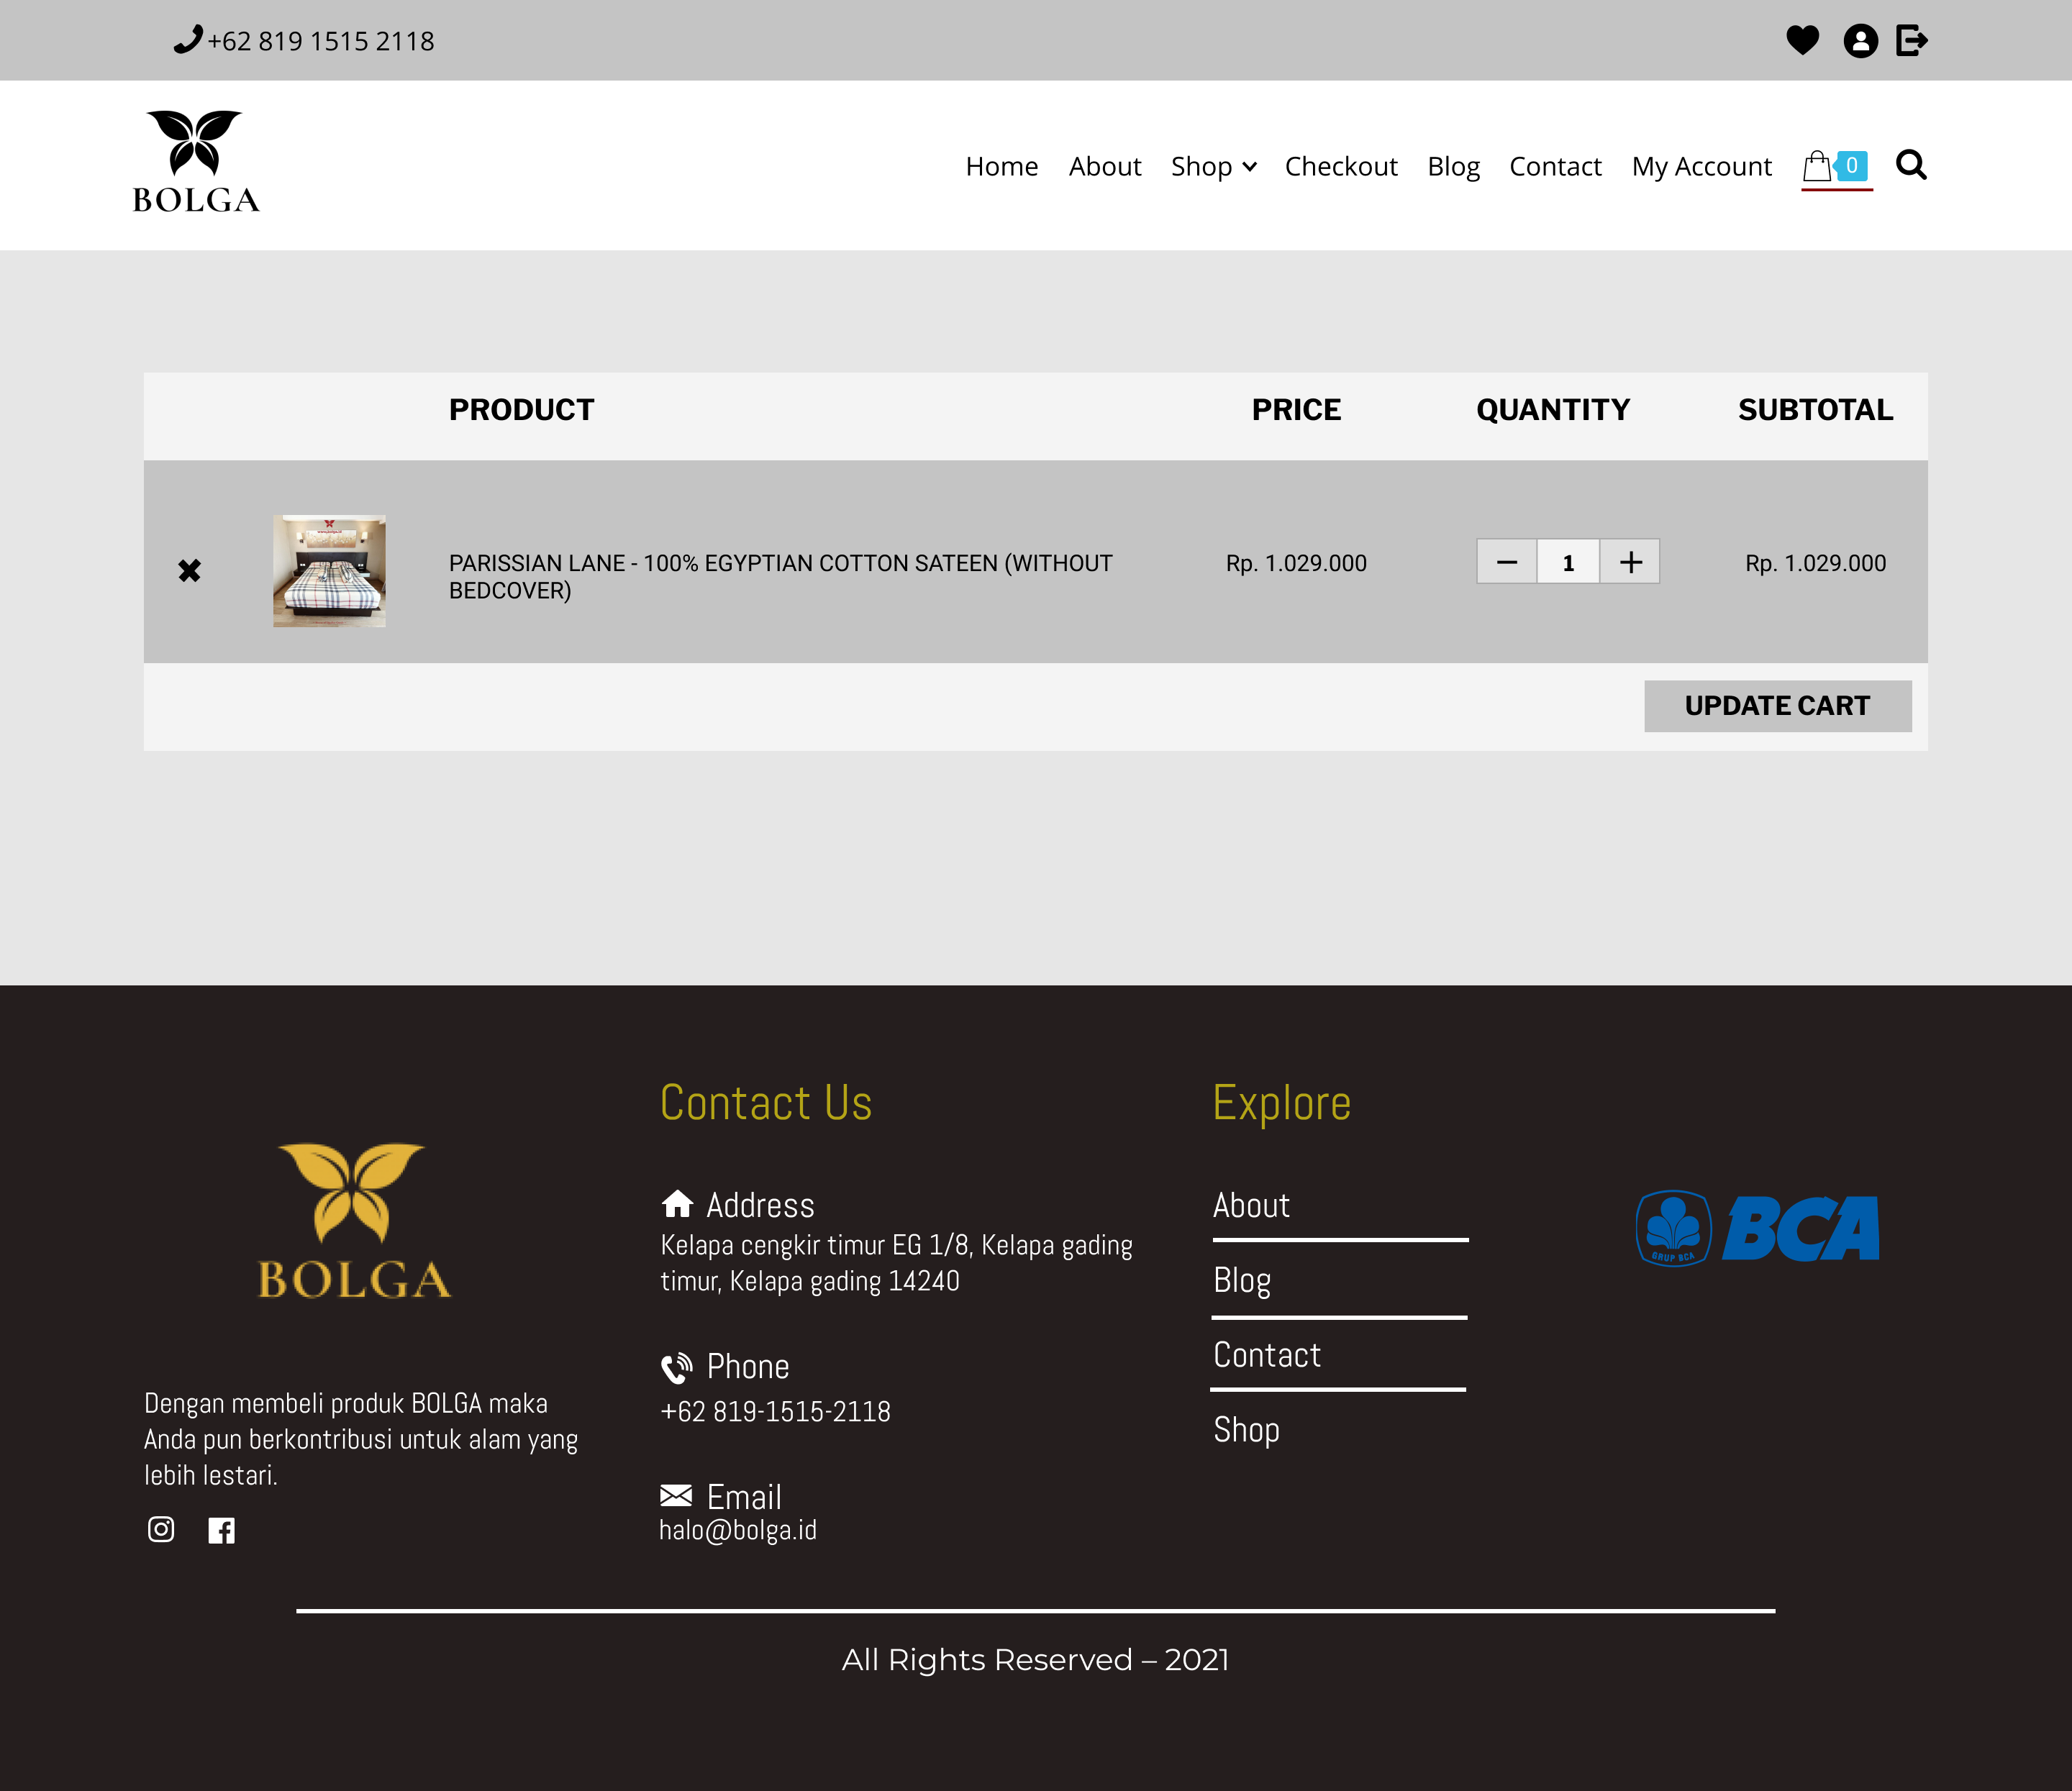 +62 819 1515 2118
BOLGA
Home About Shop Checkout Blog Contact My Account 0
PRODUCT PRICE QUANTITY SUBTOTAL
PARISSIAN LANE - 100% EGYPTIAN COTTON SATEEN (WITHOUT Rp. 1.029.000 1 Rp. 1.029.000
BEDCOVER)
UPDATE CART
BOLGA
Dengan membeli produk BOLGA maka
Anda pun berkontribusi untuk alam yang
lebih lestari.
Contact Us
Address
Kelapa cengkir timur EG 1/8, Kelapa gading
timur, Kelapa gading 14240
Phone
+62 819-1515-2118
Email
halo@bolga.id
Explore
About
Blog
Contact
Shop
GRUP BCA
BCA
All Rights Reserved – 2021